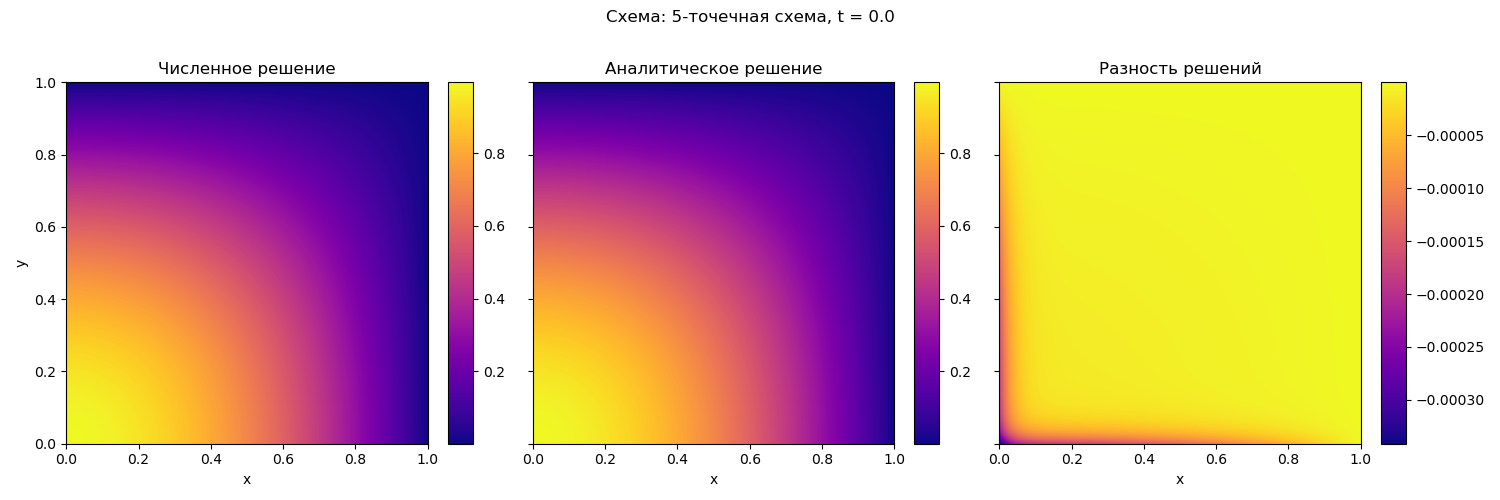 Схема: 5-точечная схема, t = 0.0
Численное решение
1.0
0.8
0.6
0.4
0.2
0.0
y
0.0 0.2 0.4 0.6 0.8 1.0
x
0.8
0.6
0.4
0.2
Аналитическое решение
0.0 0.2 0.4 0.6 0.8 1.0
x
0.8
0.6
0.4
0.2
Разность решений
0.0 0.2 0.4 0.6 0.8 1.0
x
−0.00005
−0.00010
−0.00015
−0.00020
−0.00025
−0.00030